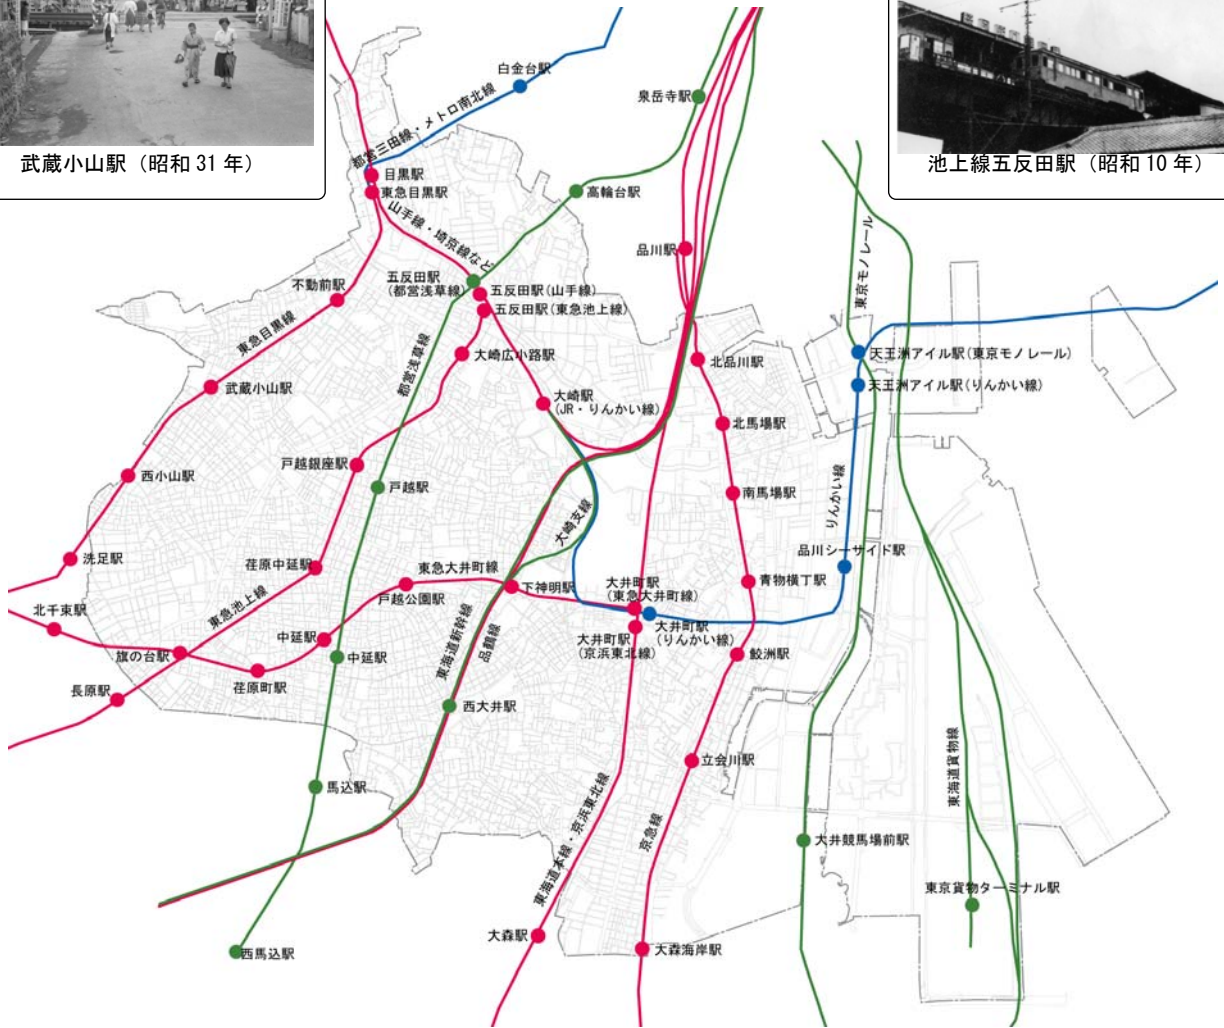 武蔵小山駅（昭和 31 年）
池上線五反田駅（昭和 10 年）
白金台駅
都営三田線・メトロ南北線
泉岳寺駅
目黒駅
東急目黒駅
高輪台駅
山手線・埼京線など
品川駅
東京モノレール
五反田駅
(都営浅草線)
不動前駅
五反田駅(山手線)
五反田駅(東急池上線)
東急目黒線
都営浅草線
大崎広小路駅
北品川駅
天王洲アイル駅(東京モノレール)
天王洲アイル駅(りんかい線)
武蔵小山駅
大崎駅
(JR・りんかい線)
北馬場駅
戸越銀座駅
西小山駅
戸越駅
南馬場駅
りんかい線
大崎支線
品川シーサイド駅
洗足駅
荏原中延駅
東急大井町線
下神明駅
大井町駅
(東急大井町線)
青物横丁駅
戸越公園駅
東急池上線
北千束駅
大井町駅
(りんかい線)
大井町駅
(京浜東北線)
中延駅
中延駅
旗の台駅
東海道新幹線
品鶴線
鮫洲駅
荏原町駅
長原駅
西大井駅
立会川駅
東海道貨物線
馬込駅
東海道本線・京浜東北線
京急線
大井競馬場前駅
東京貨物ターミナル駅
大森駅
大森海岸駅
西馬込駅